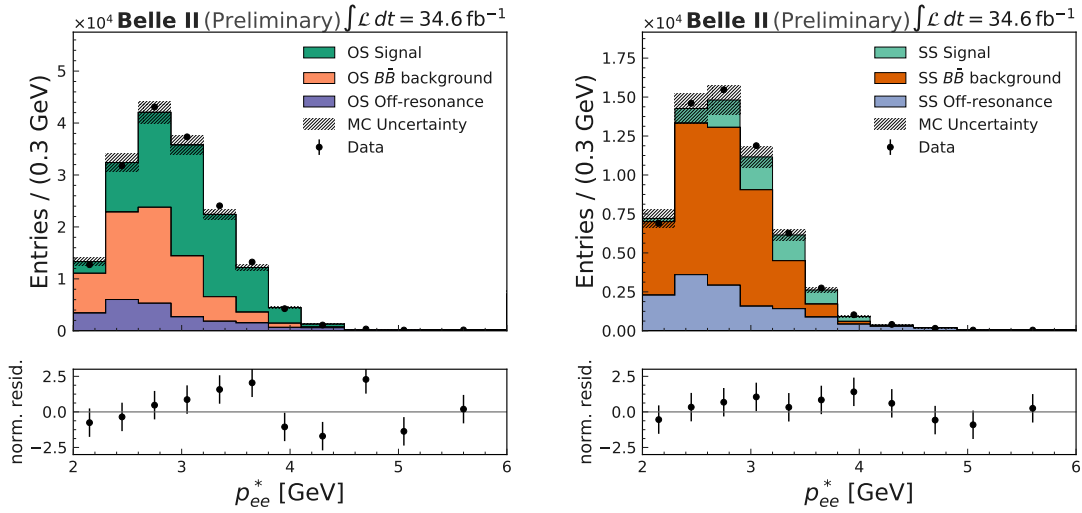 ×10⁴ Belle II (Preliminary) ∫ℒ dt = 34.6 fb⁻¹
OS Signal
OS BB̄ background
OS Off-resonance
MC Uncertainty
Data
Entries / (0.3 GeV)
5
4
3
2
1
0
norm. resid.
2.5
0.0
−2.5
2 3 4 5 6
p*ee [GeV]
×10⁴ Belle II (Preliminary) ∫ℒ dt = 34.6 fb⁻¹
SS Signal
SS BB̄ background
SS Off-resonance
MC Uncertainty
Data
Entries / (0.3 GeV)
1.75
1.50
1.25
1.00
0.75
0.50
0.25
0.00
norm. resid.
2.5
0.0
−2.5
2 3 4 5 6
p*ee [GeV]